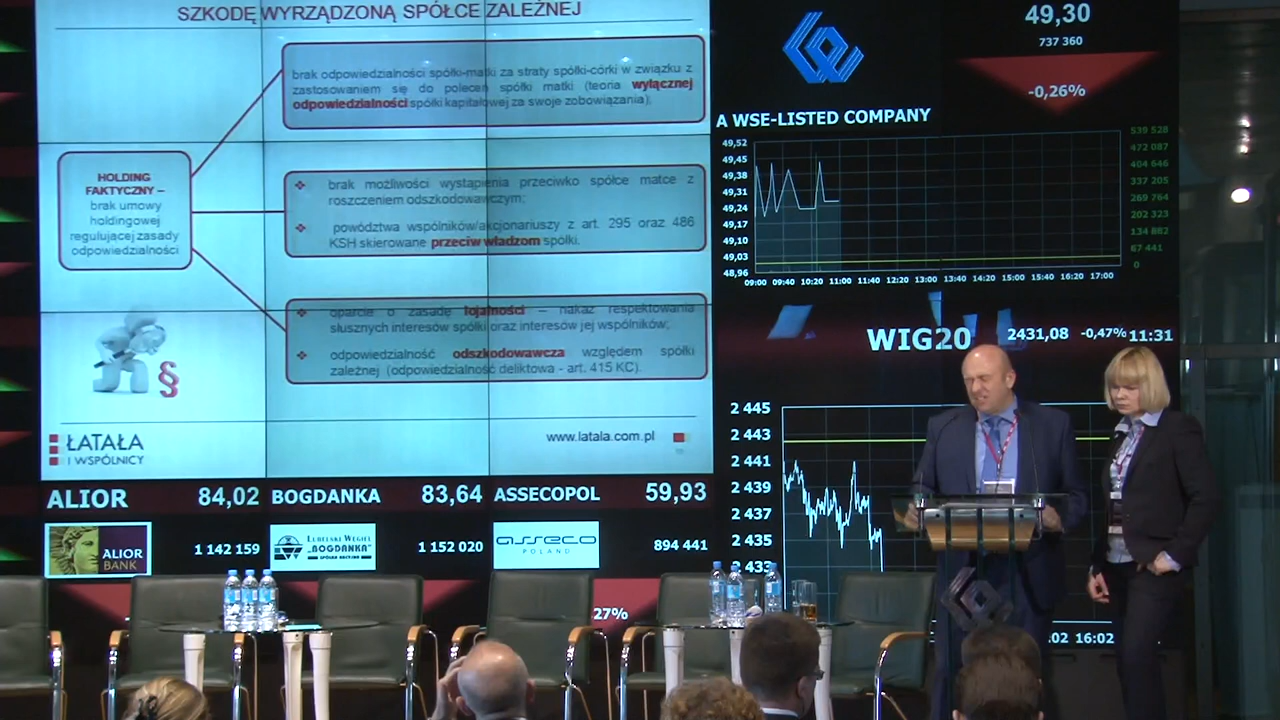 SZKODĘ WYRZĄDZONĄ SPÓŁCE ZALEŻNEJ
brak odpowiedzialności spółki-matki za straty spółki-córki w związku z
zastosowaniem się do poleceń spółki matki (teoria wyłącznej
odpowiedzialności spółki kapitałowej za swoje zobowiązania);
HOLDING
FAKTYCZNY –
brak umowy
holdingowej
regulującej zasady
odpowiedzialności
brak możliwości wystąpienia przeciwko spółce matce z
roszczeniem odszkodowawczym;
powództwa wspólników/akcjonariuszy z art. 295 oraz 486
KSH skierowane przeciw władzom spółki.
oparcie o zasadę lojalności – nakaz respektowania
słusznych interesów spółki oraz interesów jej wspólników;
odpowiedzialność odszkodowawcza względem spółki
zależnej (odpowiedzialność deliktowa - art. 415 KC).
§
ŁATAŁA
I WSPÓLNICY
www.latala.com.pl
49,30
737 360
-0,26%
A WSE-LISTED COMPANY
49,52
49,45
49,38
49,31
49,24
49,17
49,10
49,03
48,96
539 528
472 087
404 646
337 205
269 764
202 323
134 882
67 441
0
09:00 09:40 10:20 11:00 11:40 12:20 13:00 13:40 14:20 15:00 15:40 16:20 17:00
WIG20 2431,08 -0,47% 11:31
2 445
2 443
2 441
2 439
2 437
2 435
2 433
.02 16:02
ALIOR 84,02 BOGDANKA 83,64 ASSECOPOL 59,93
ALIOR
BANK
1 142 159
LUBELSKI WĘGIEL
"BOGDANKA"
SPÓŁKA AKCYJNA
1 152 020
asseco
POLAND
894 441
27%